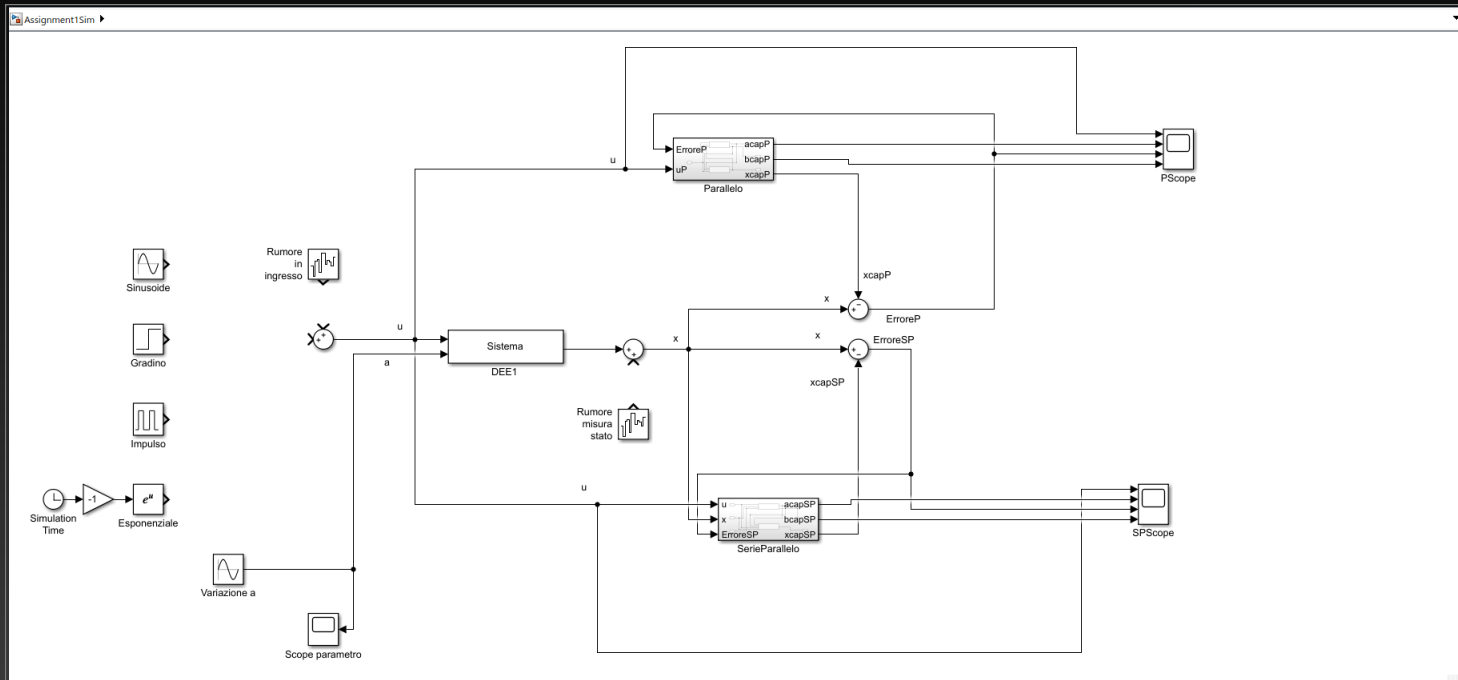 Assignment1Sim
u
ErroreP
uP
acapP
bcapP
xcapP
Parallelo
PScope
Sinusoide
Rumore
in
ingresso
xcapP
x
ErroreP
u
Sistema
DEE1
a
x
x
ErroreSP
xcapSP
Gradino
Rumore
misura
stato
Impulso
-1
e^u
Simulation
Time
Esponenziale
u
u
x
ErroreSP
acapSP
bcapSP
xcapSP
SerieParallelo
SPScope
Variazione a
Scope parametro